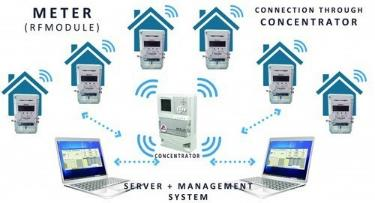 METER
(RFMODULE)
CONNECTION THROUGH
CONCENTRATOR
CONCENTRATOR
SERVER + MANAGEMENT
SYSTEM